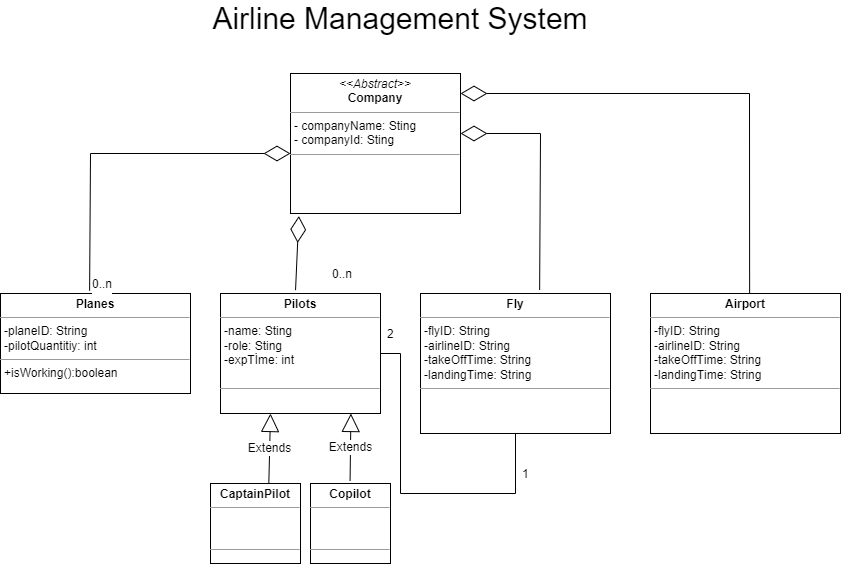 Airline Management System
<<Abstract>>
Company
- companyName: Sting
- companyId: Sting
0..n
0..n
Planes
-planeID: String
-pilotQuantitiy: int
+isWorking():boolean
Pilots
-name: Sting
-role: Sting
-expTİme: int
2
Fly
-flyID: String
-airlineID: String
-takeOffTime: String
-landingTime: String
Airport
-flyID: String
-airlineID: String
-takeOffTime: String
-landingTime: String
Extends
Extends
1
CaptainPilot
Copilot